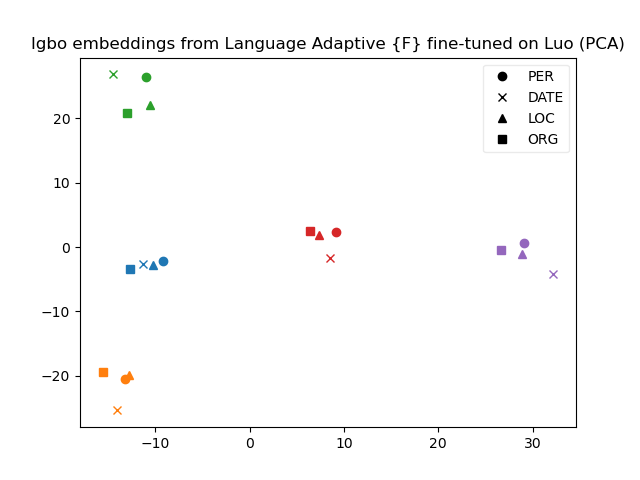 Igbo embeddings from Language Adaptive {F} fine-tuned on Luo (PCA)
PER
DATE
LOC
ORG
20
10
0
−10
−20
−10
0
10
20
30